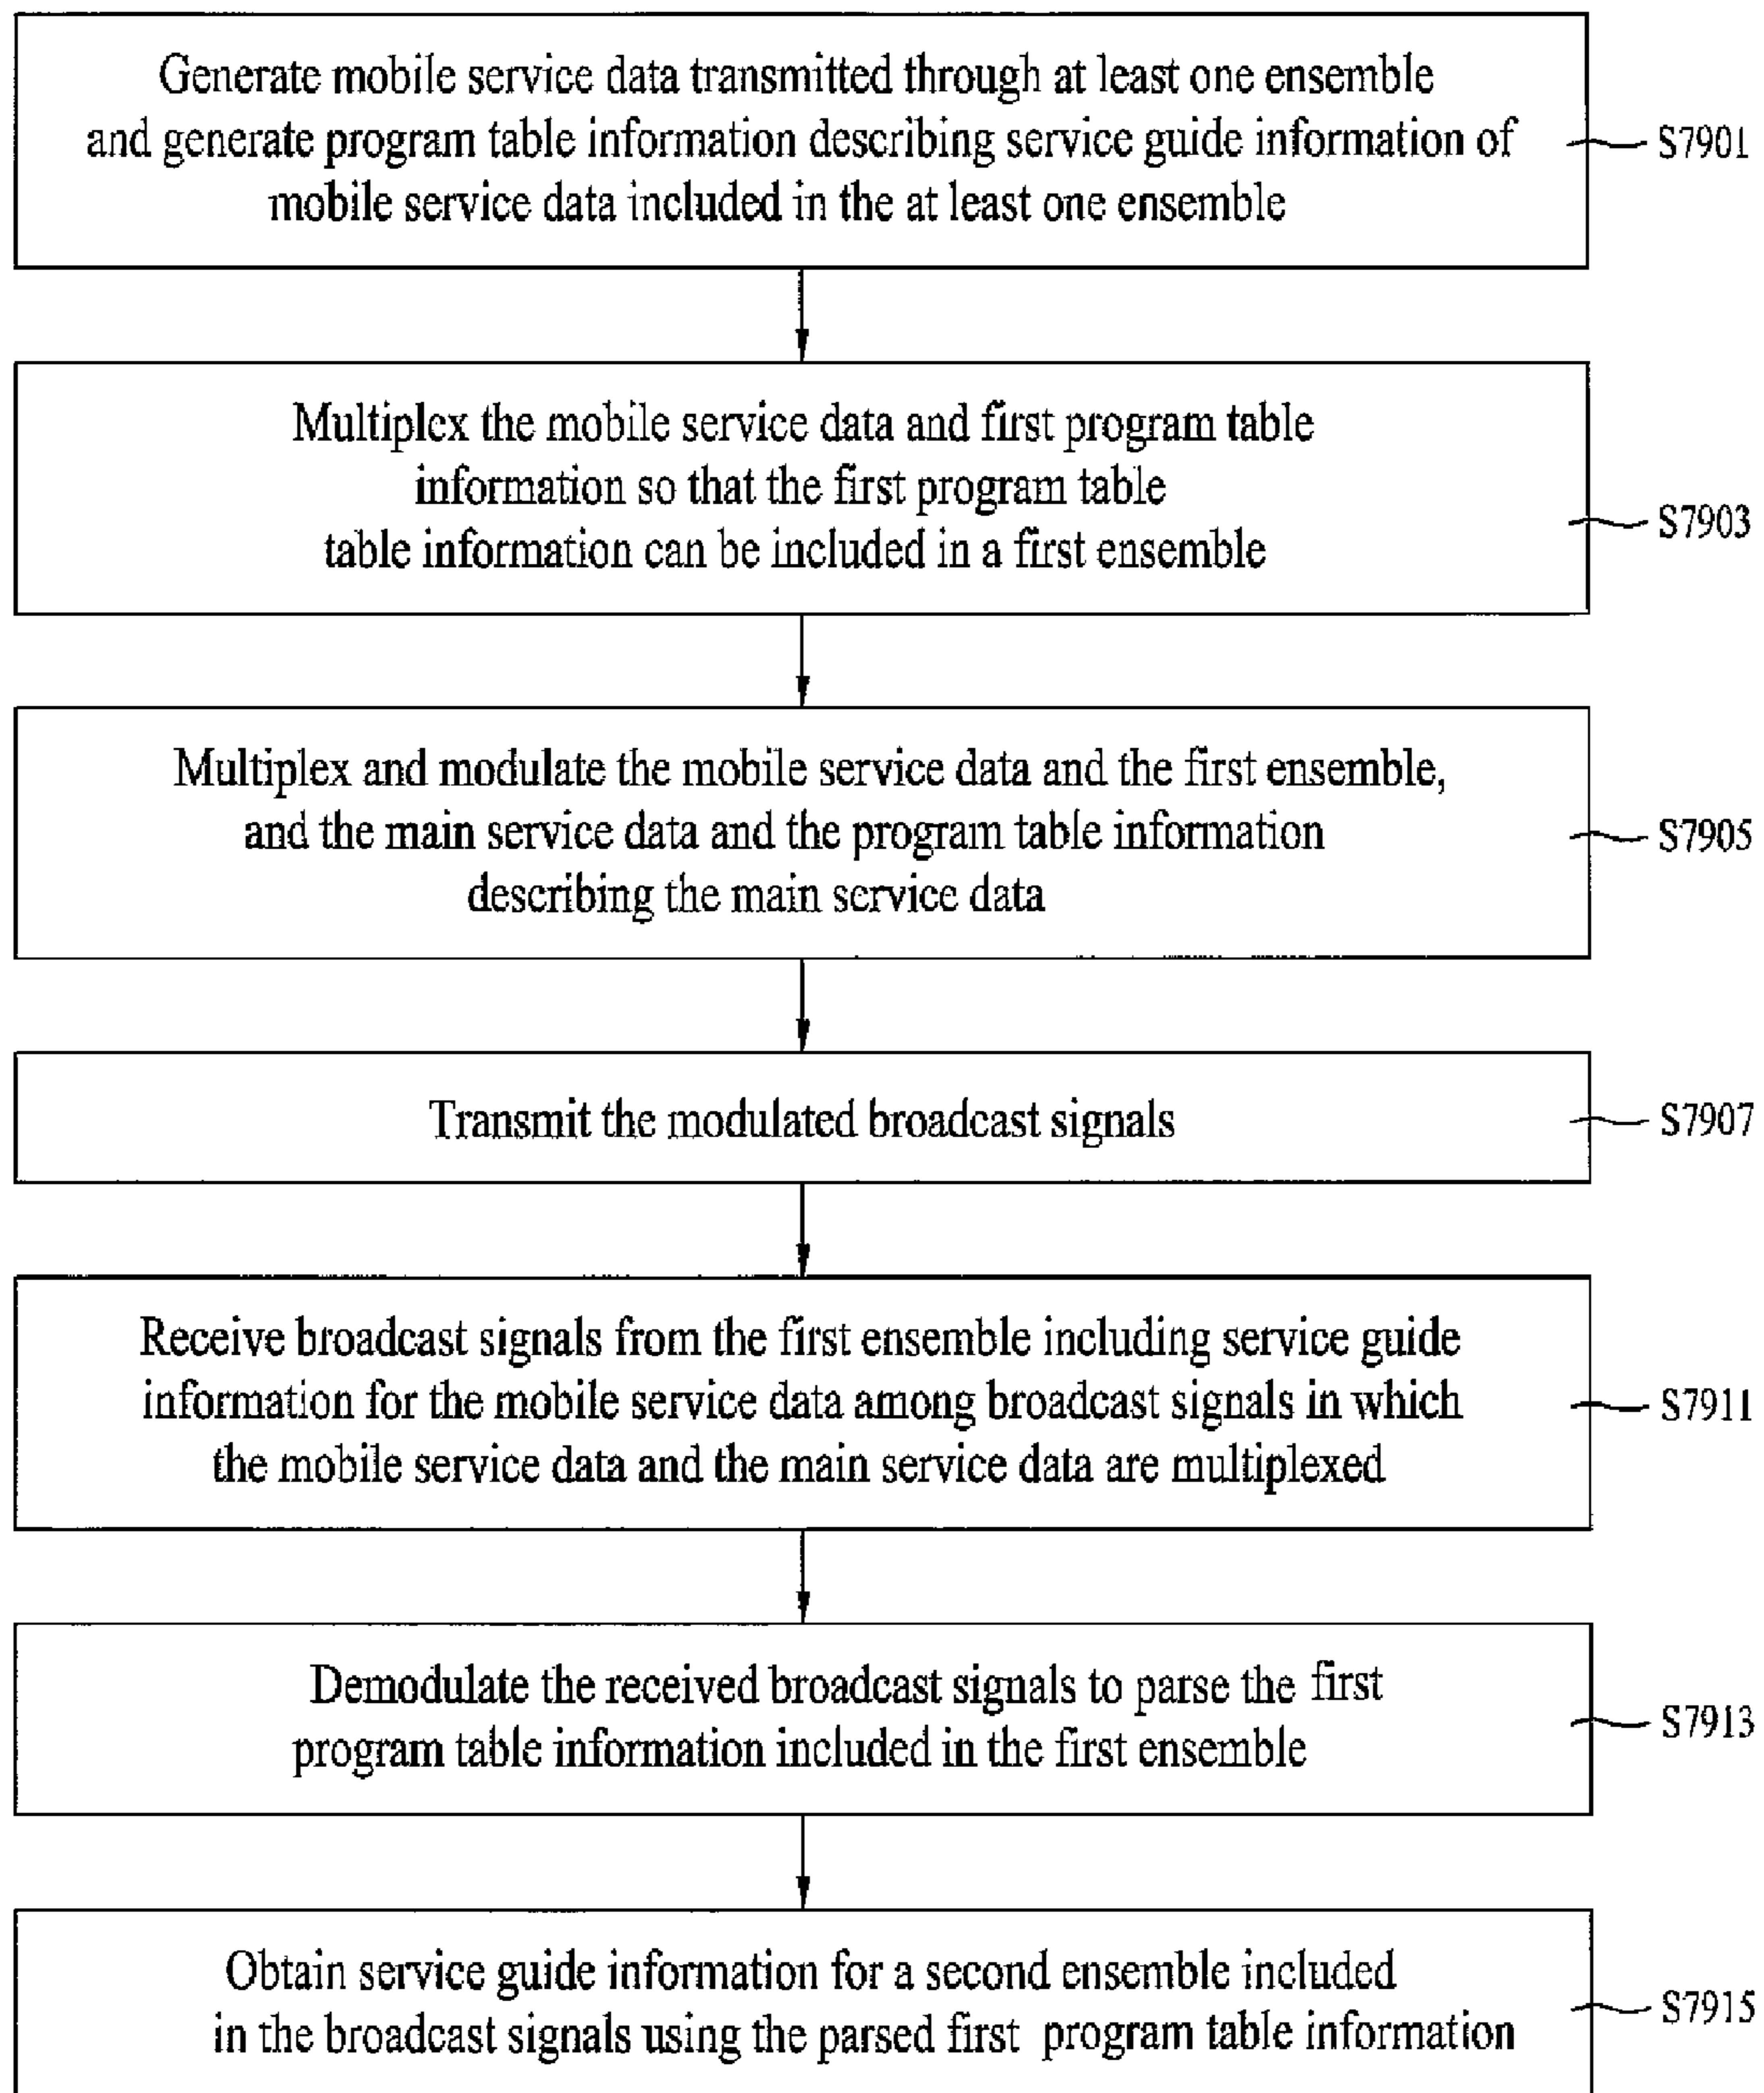 Generate mobile service data transmitted through at least one ensemble
and generate program table information describing service guide information of
mobile service data included in the at least one ensemble
S7901
Multiplex the mobile service data and first program table
information so that the first program table
table information can be included in a first ensemble
S7903
Multiplex and modulate the mobile service data and the first ensemble,
and the main service data and the program table information
describing the main service data
S7905
Transmit the modulated broadcast signals
S7907
Receive broadcast signals from the first ensemble including service guide
information for the mobile service data among broadcast signals in which
the mobile service data and the main service data are multiplexed
S7911
Demodulate the received broadcast signals to parse the first
program table information included in the first ensemble
S7913
Obtain service guide information for a second ensemble included
in the broadcast signals using the parsed first program table information
S7915